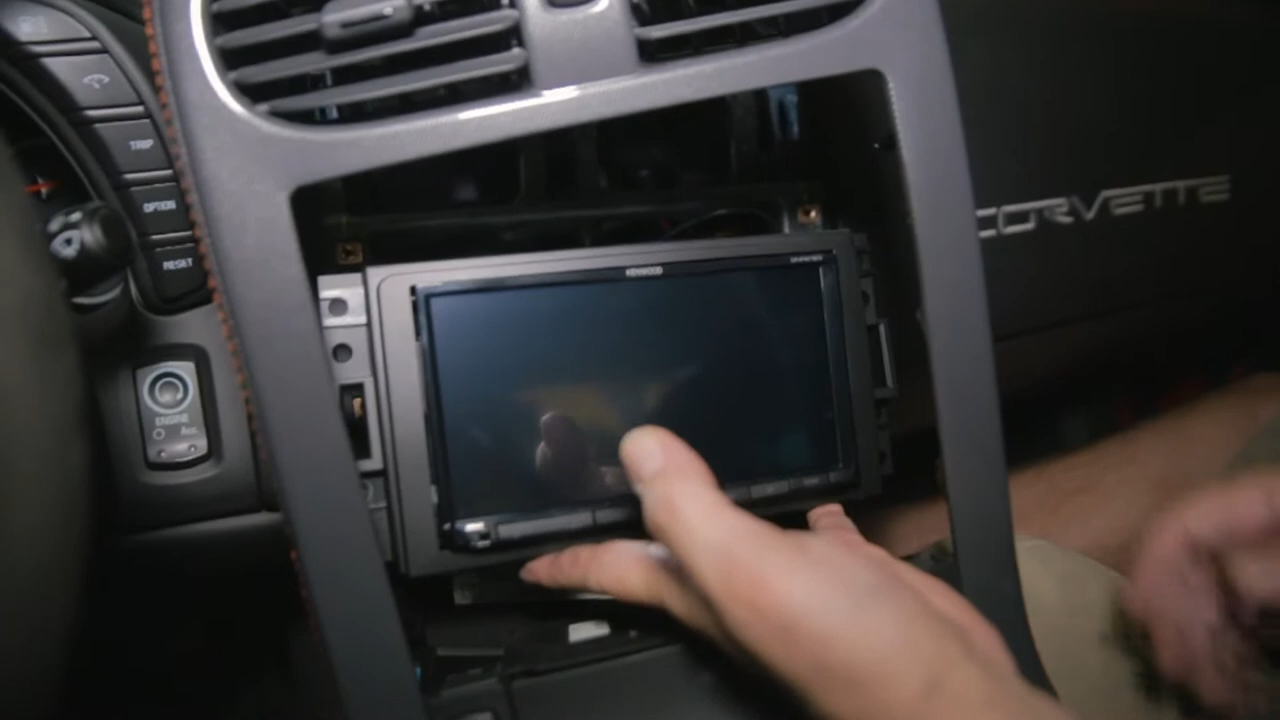 TRIP
OPTION
RESET
ENGINE
Acc.
KENWOOD
CORVETTE